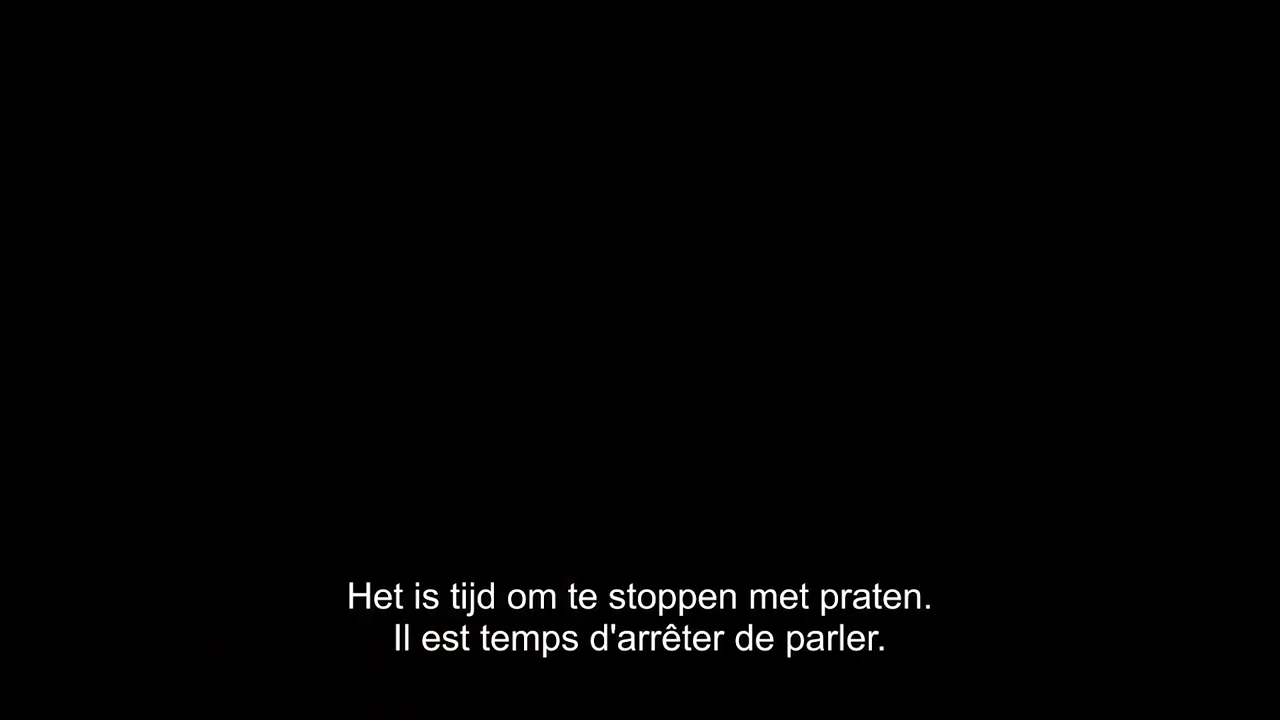 Het is tijd om te stoppen met praten.
Il est temps d'arrêter de parler.